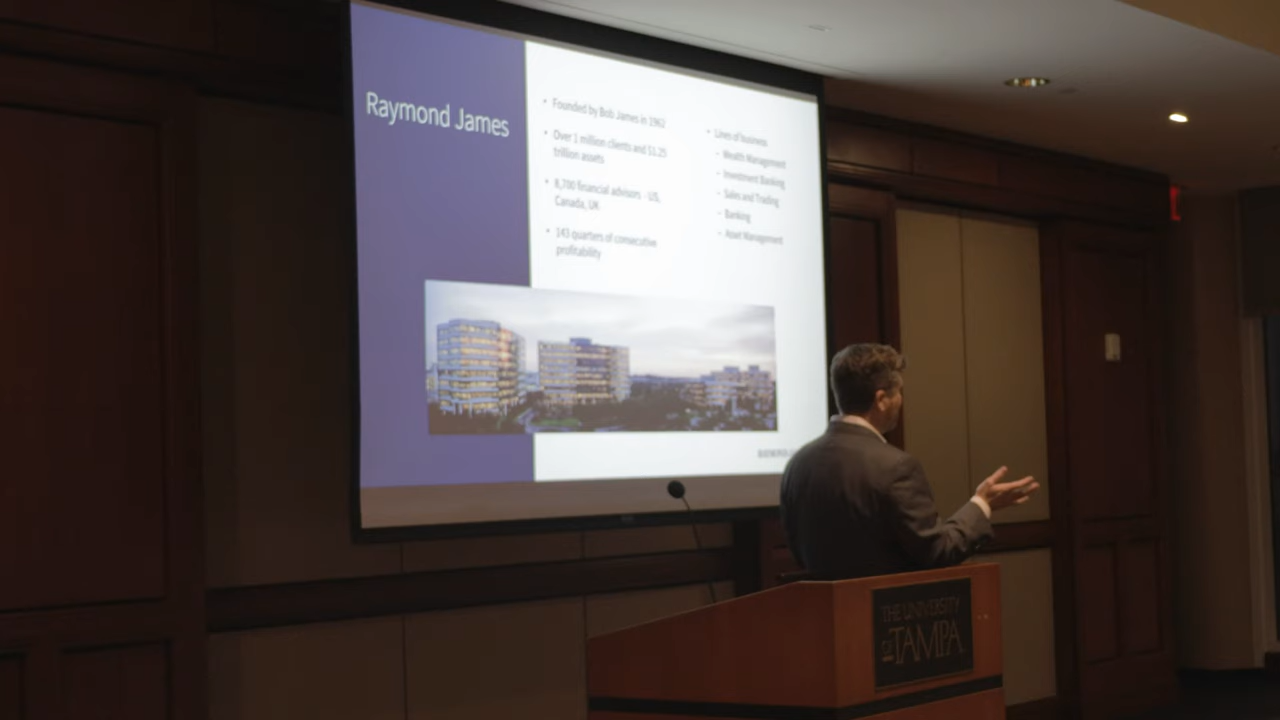 Raymond James
• Founded by Bob James in 1962
• Over 1 million clients and $1.25
trillion assets
• 8,700 financial advisors - US,
Canada, UK
• 143 quarters of consecutive
profitability
• Lines of business
– Wealth Management
– Investment Banking
– Sales and Trading
– Banking
– Asset Management
THE UNIVERSITY
OF TAMPA